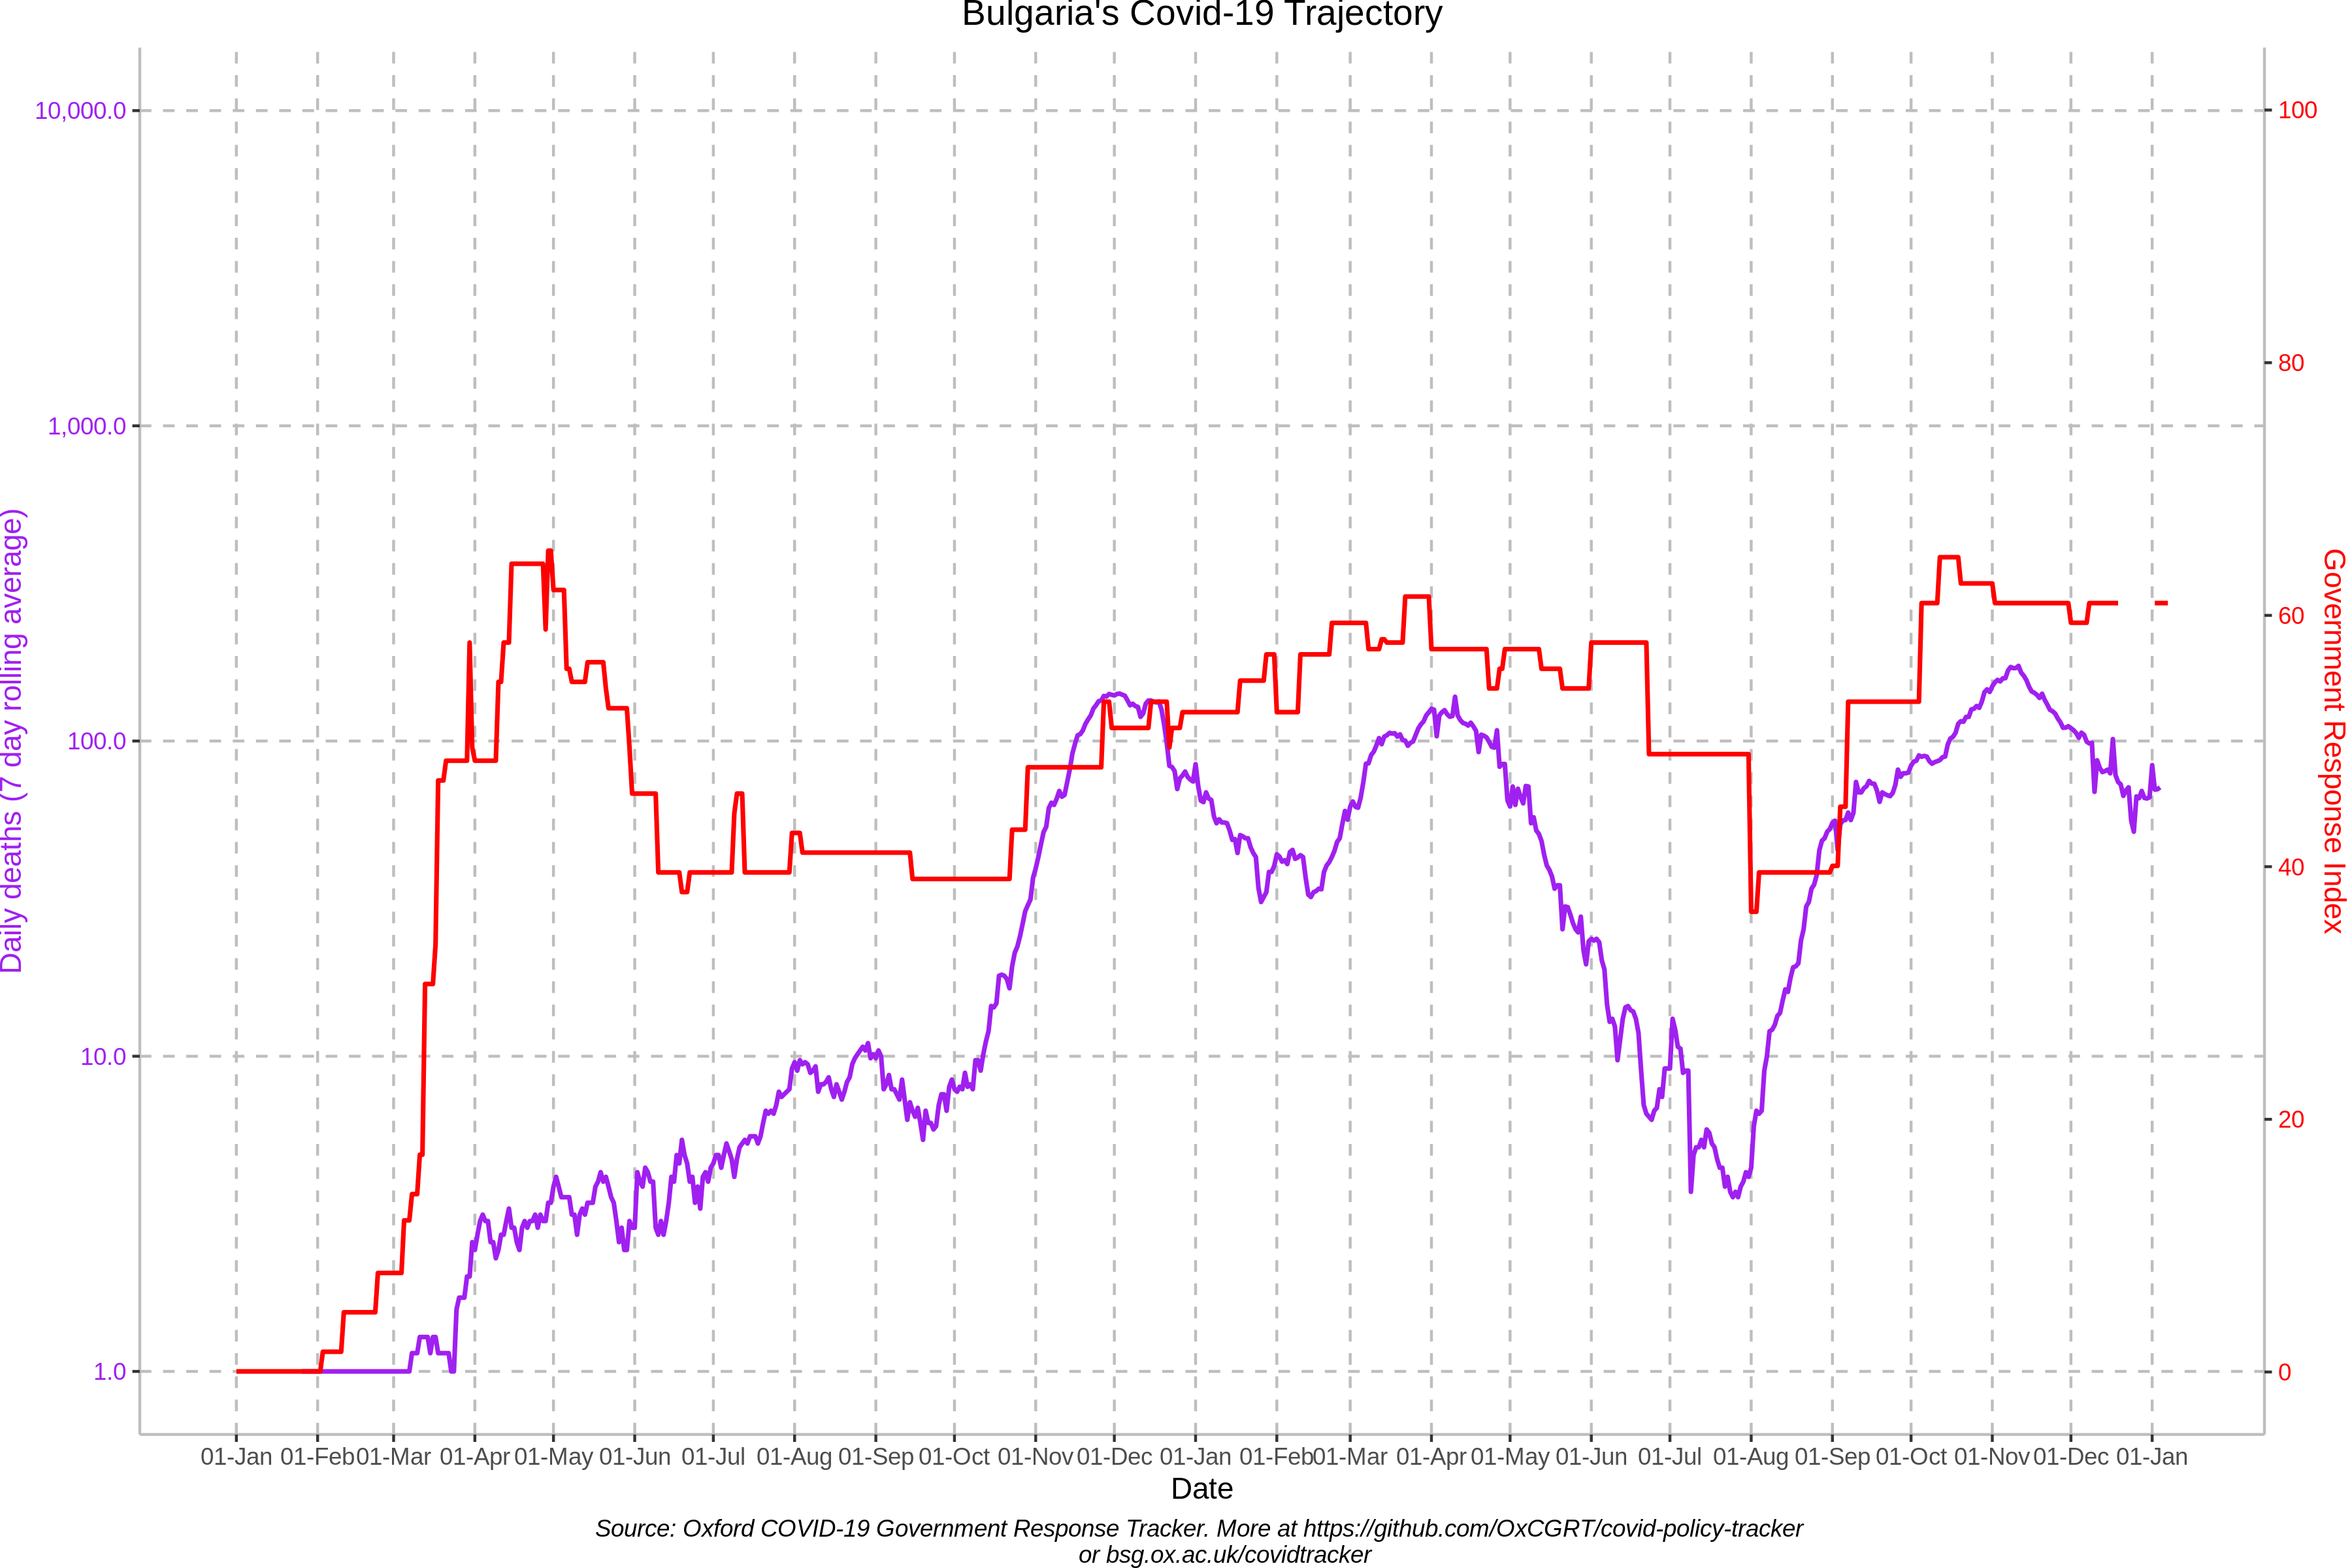 Bulgaria's Covid-19 Trajectory
10,000.0
1,000.0
100.0
10.0
1.0
Daily deaths (7 day rolling average)
100
80
60
40
20
0
Government Response Index
01-Jan 01-Feb 01-Mar 01-Apr 01-May 01-Jun 01-Jul 01-Aug 01-Sep 01-Oct 01-Nov 01-Dec 01-Jan 01-Feb 01-Mar 01-Apr 01-May 01-Jun 01-Jul 01-Aug 01-Sep 01-Oct 01-Nov 01-Dec 01-Jan
Date
Source: Oxford COVID-19 Government Response Tracker. More at https://github.com/OxCGRT/covid-policy-tracker
or bsg.ox.ac.uk/covidtracker